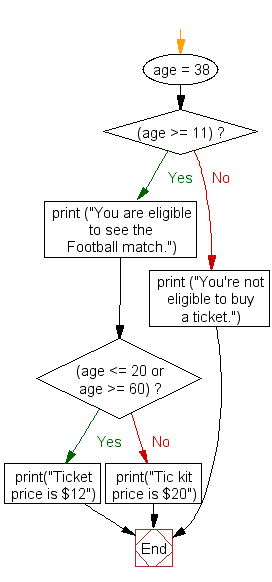 age = 38
(age >= 11) ?
Yes
No
print ("You are eligible
to see the
Football match.")
print ("You're not
eligible to buy
a ticket.")
(age <= 20 or
age >= 60) ?
Yes
No
print("Ticket
price is $12")
print("Tic kit
price is $20")
End